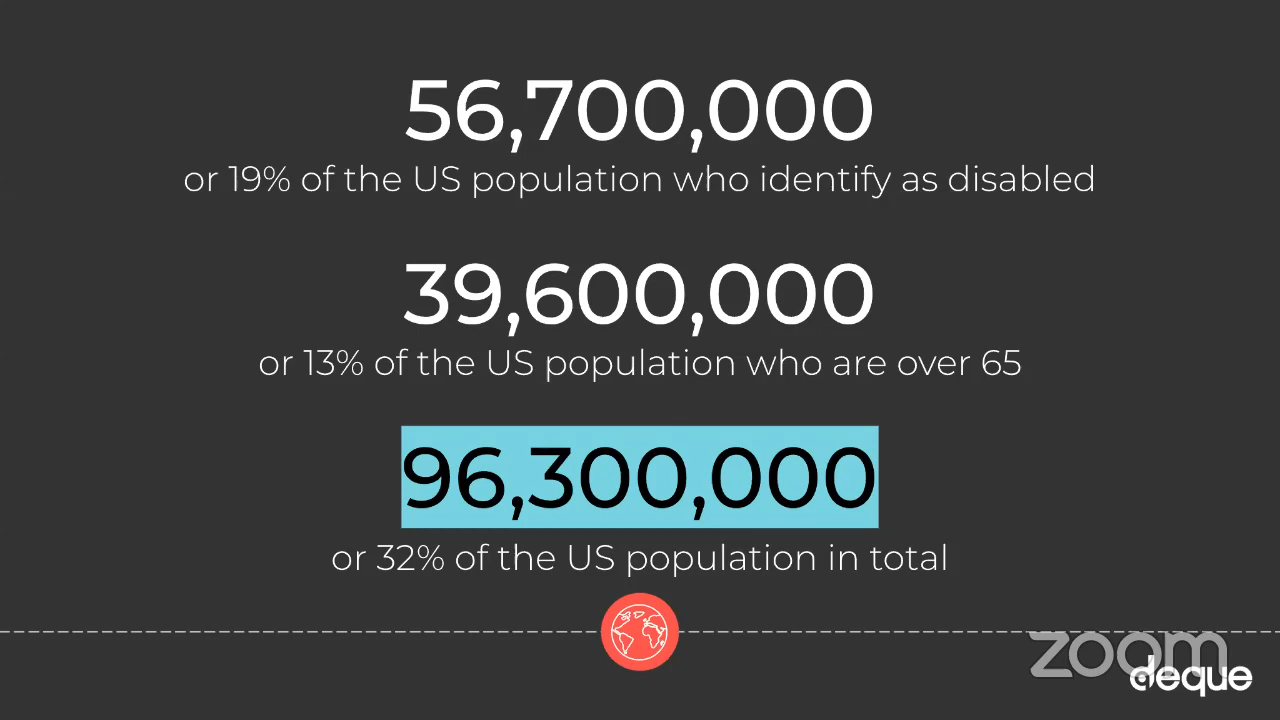 56,700,000
or 19% of the US population who identify as disabled
39,600,000
or 13% of the US population who are over 65
96,300,000
or 32% of the US population in total
zoom
deque